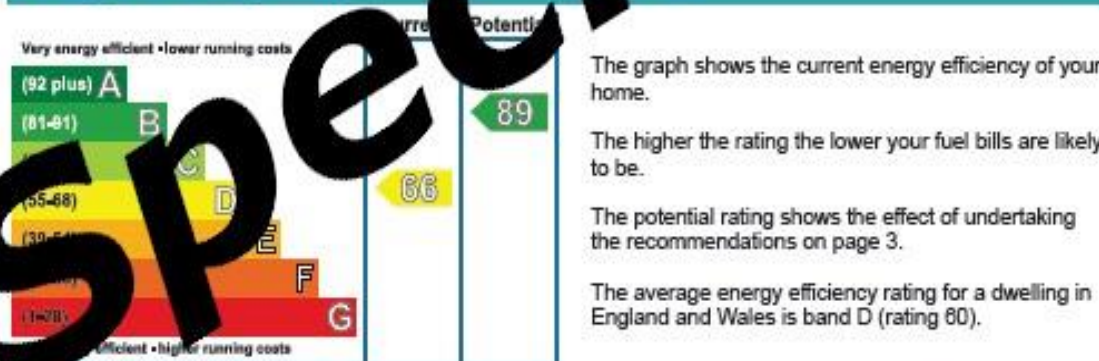 Potential
Very energy efficient • lower running costs
(92 plus) A
(81-91) B
C
(55-68) D
E
F
G
efficient • higher running costs
89
66
Spec
The graph shows the current energy efficiency of your
home.
The higher the rating the lower your fuel bills are likely
to be.
The potential rating shows the effect of undertaking
the recommendations on page 3.
The average energy efficiency rating for a dwelling in
England and Wales is band D (rating 60).